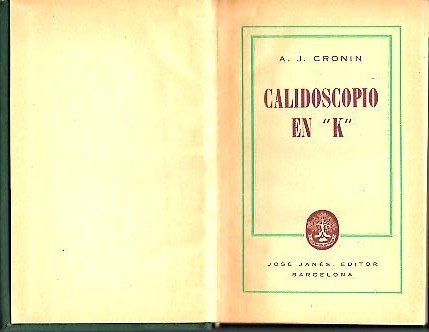 A. J. CRONIN
CALIDOSCOPIO
EN "K"
JOSÉ JANÉS, EDITOR
BARCELONA